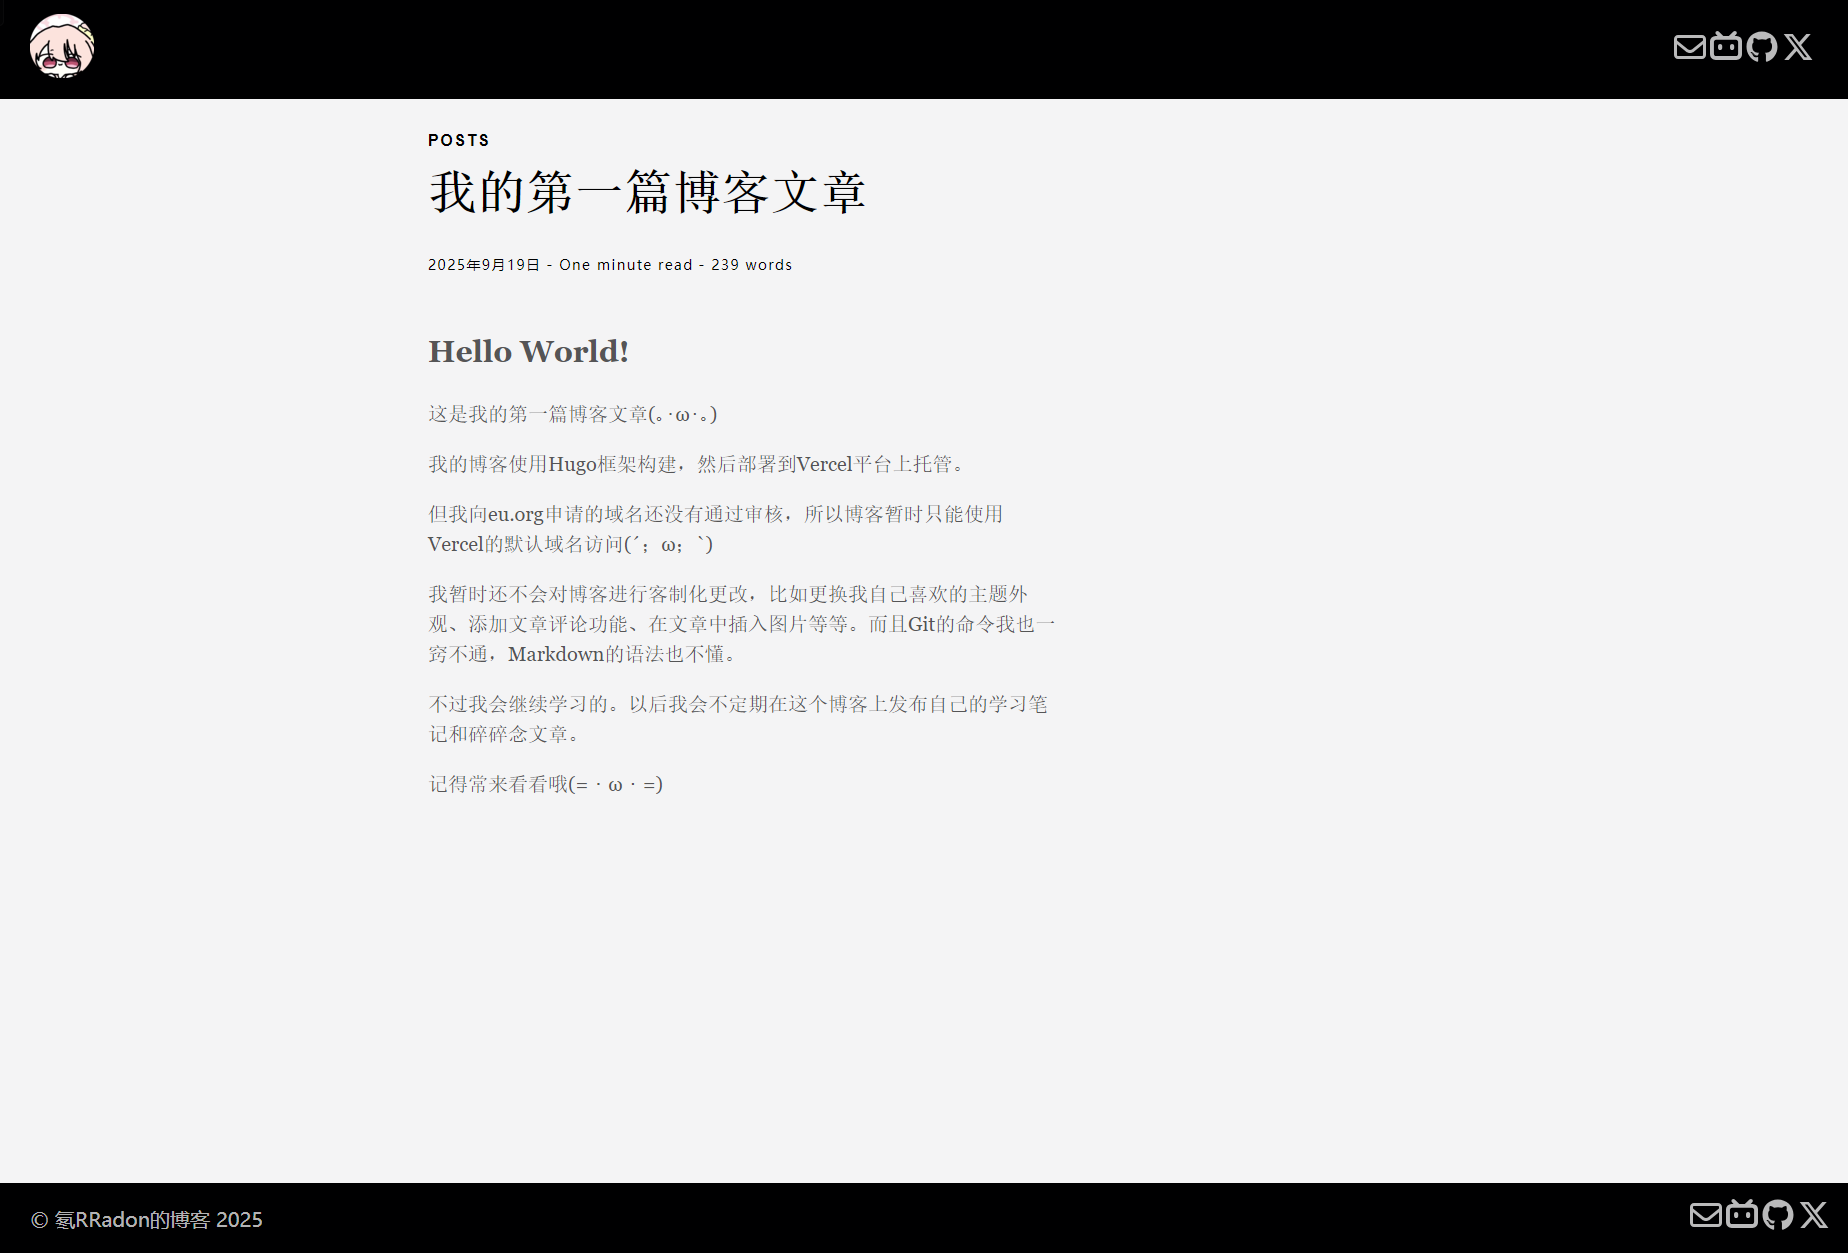 POSTS
我的第一篇博客文章
2025年9月19日 - One minute read - 239 words
Hello World!
这是我的第一篇博客文章(｡･ω･｡)
我的博客使用Hugo框架构建，然后部署到Vercel平台上托管。
但我向eu.org申请的域名还没有通过审核，所以博客暂时只能使用
Vercel的默认域名访问(´；ω；`)
我暂时还不会对博客进行客制化更改，比如更换我自己喜欢的主题外
观、添加文章评论功能、在文章中插入图片等等。而且Git的命令我也一
窍不通，Markdown的语法也不懂。
不过我会继续学习的。以后我会不定期在这个博客上发布自己的学习笔
记和碎碎念文章。
记得常来看看哦(=・ω・=)
© 氡RRadon的博客 2025